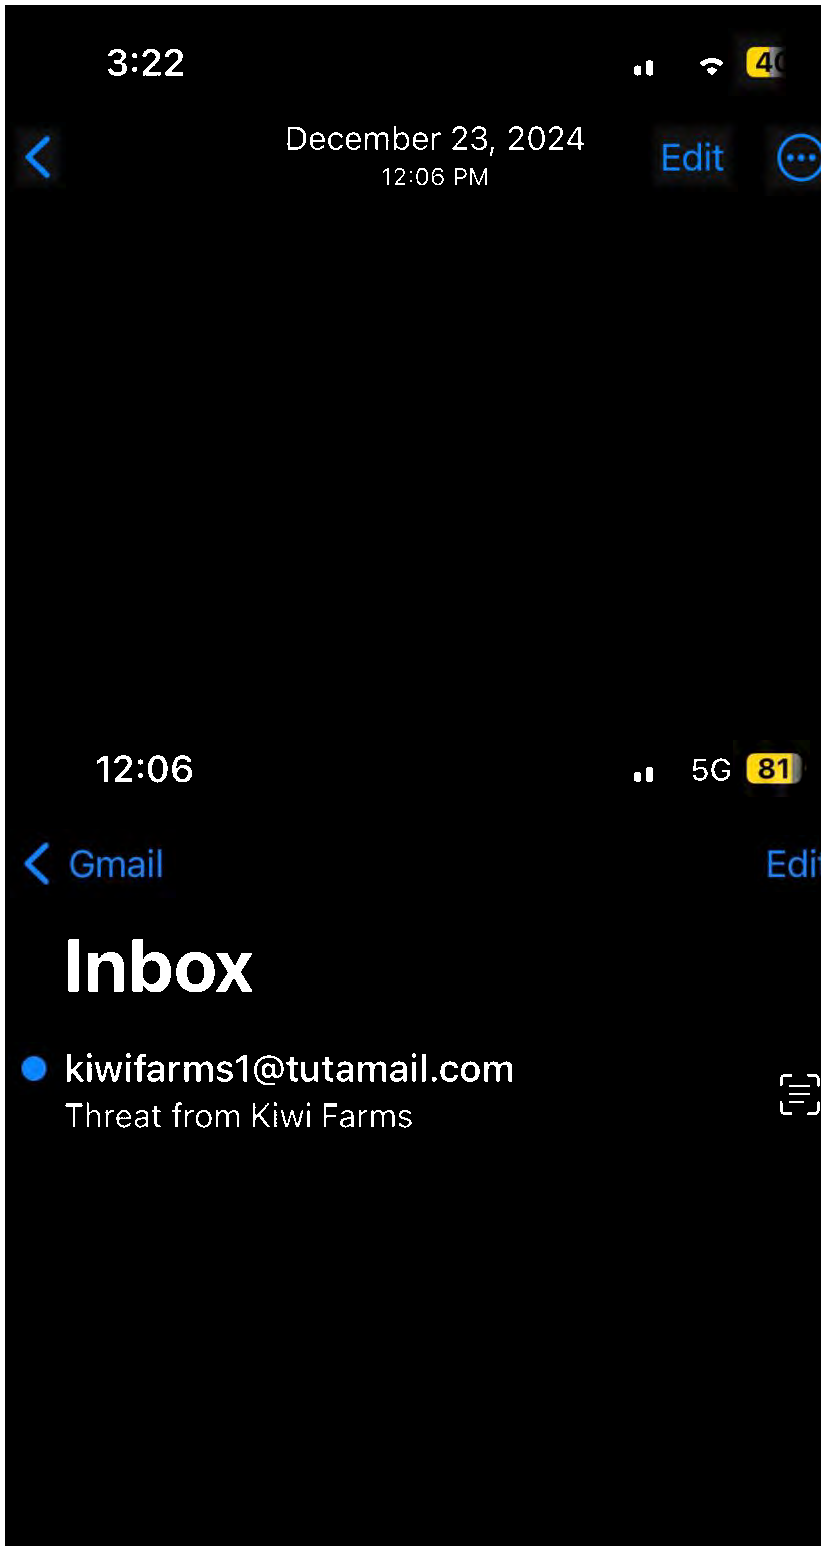 3:22
December 23, 2024
Edit
12:06 PM
12:06
5G
81
Gmail
Inbox
kiwifarms1@tutamail.com
Threat from Kiwi Farms